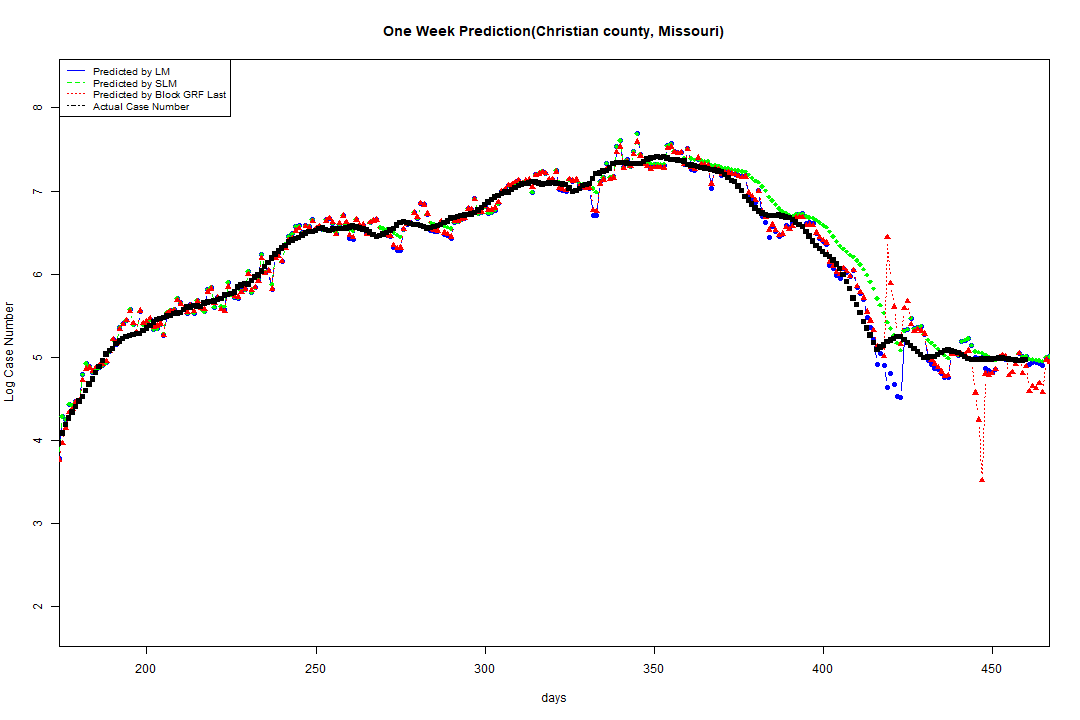 One Week Prediction(Christian county, Missouri)
Predicted by LM
Predicted by SLM
Predicted by Block GRF Last
Actual Case Number
8
7
6
5
4
3
2
Log Case Number
200 250 300 350 400 450
days